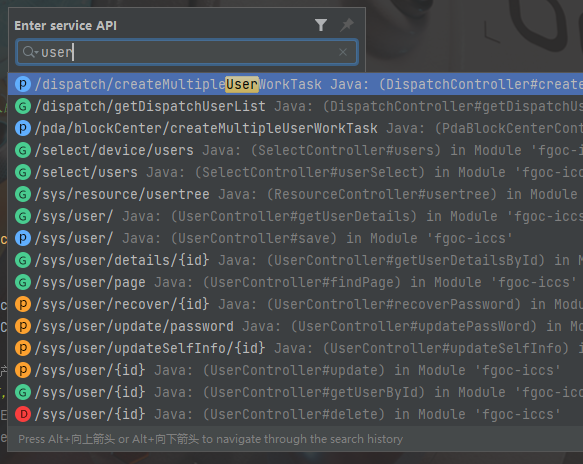 Enter service API
user
P /dispatch/createMultipleUserWorkTask Java: (DispatchController#create
G /dispatch/getDispatchUserList Java: (DispatchController#getDispatchUs
P /pda/blockCenter/createMultipleUserWorkTask Java: (PdaBlockCenterCont
G /select/device/users Java: (SelectController#users) in Module 'fgoc-iccs'
G /select/users Java: (SelectController#userSelect) in Module 'fgoc-iccs'
G /sys/resource/usertree Java: (ResourceController#usertree) in Module 'f
G /sys/user/ Java: (UserController#getUserDetails) in Module 'fgoc-iccs'
P /sys/user/ Java: (UserController#save) in Module 'fgoc-iccs'
G /sys/user/details/{id} Java: (UserController#getUserDetailsById) in Mod
G /sys/user/page Java: (UserController#findPage) in Module 'fgoc-iccs'
P /sys/user/recover/{id} Java: (UserController#recoverPassword) in Module
P /sys/user/update/password Java: (UserController#updatePassWord) in Mod
P /sys/user/updateSelfInfo/{id} Java: (UserController#updateSelfInfo) i
P /sys/user/{id} Java: (UserController#update) in Module 'fgoc-iccs'
G /sys/user/{id} Java: (UserController#getUserById) in Module 'fgoc-iccs'
D /sys/user/{id} Java: (UserController#delete) in Module 'fgoc-iccs'
Press Alt+向上箭头 or Alt+向下箭头 to navigate through the search history